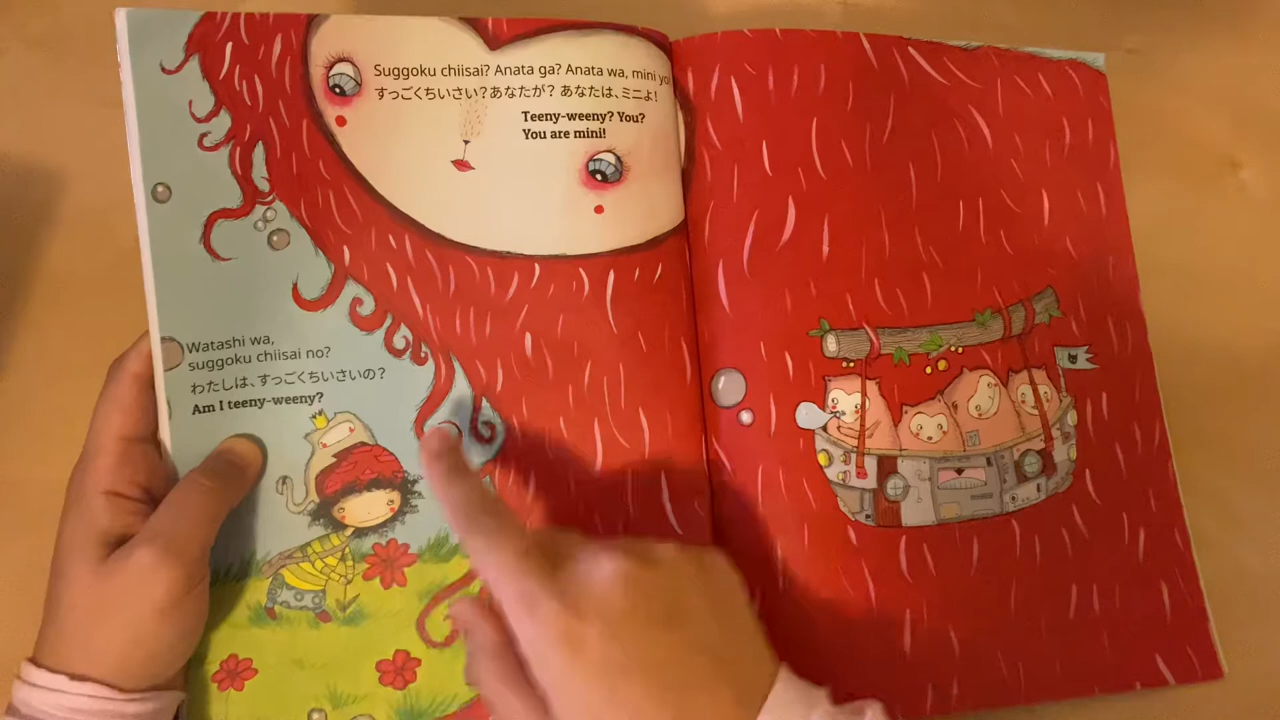 Suggoku chiisai? Anata ga? Anata wa, mini yo!
すっごくちいさい？あなたが？ あなたは、ミニよ！
Teeny-weeny? You?
You are mini!
Watashi wa,
suggoku chiisai no?
わたしは、すっごくちいさいの？
Am I teeny-weeny?